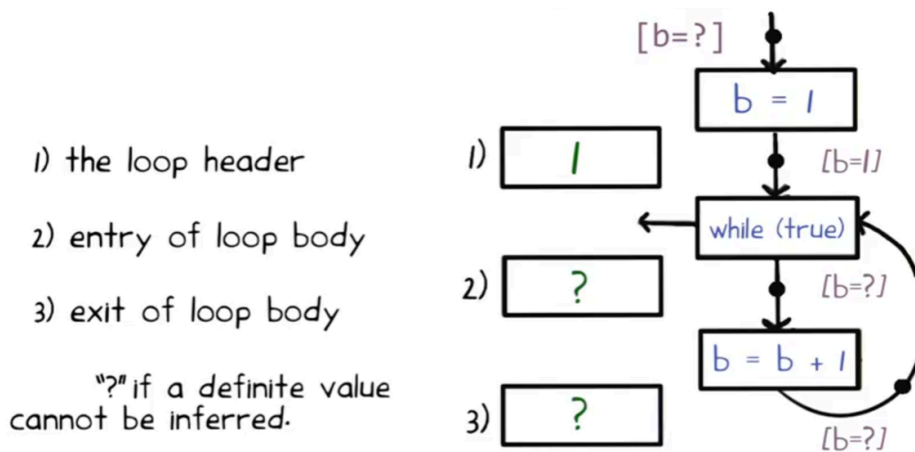 [b=?]
b = 1
1) the loop header
1) 1
[b=1]
2) entry of loop body
while (true)
2) ?
[b=?]
3) exit of loop body
b = b + 1
"?" if a definite value
cannot be inferred.
3) ?
[b=?]